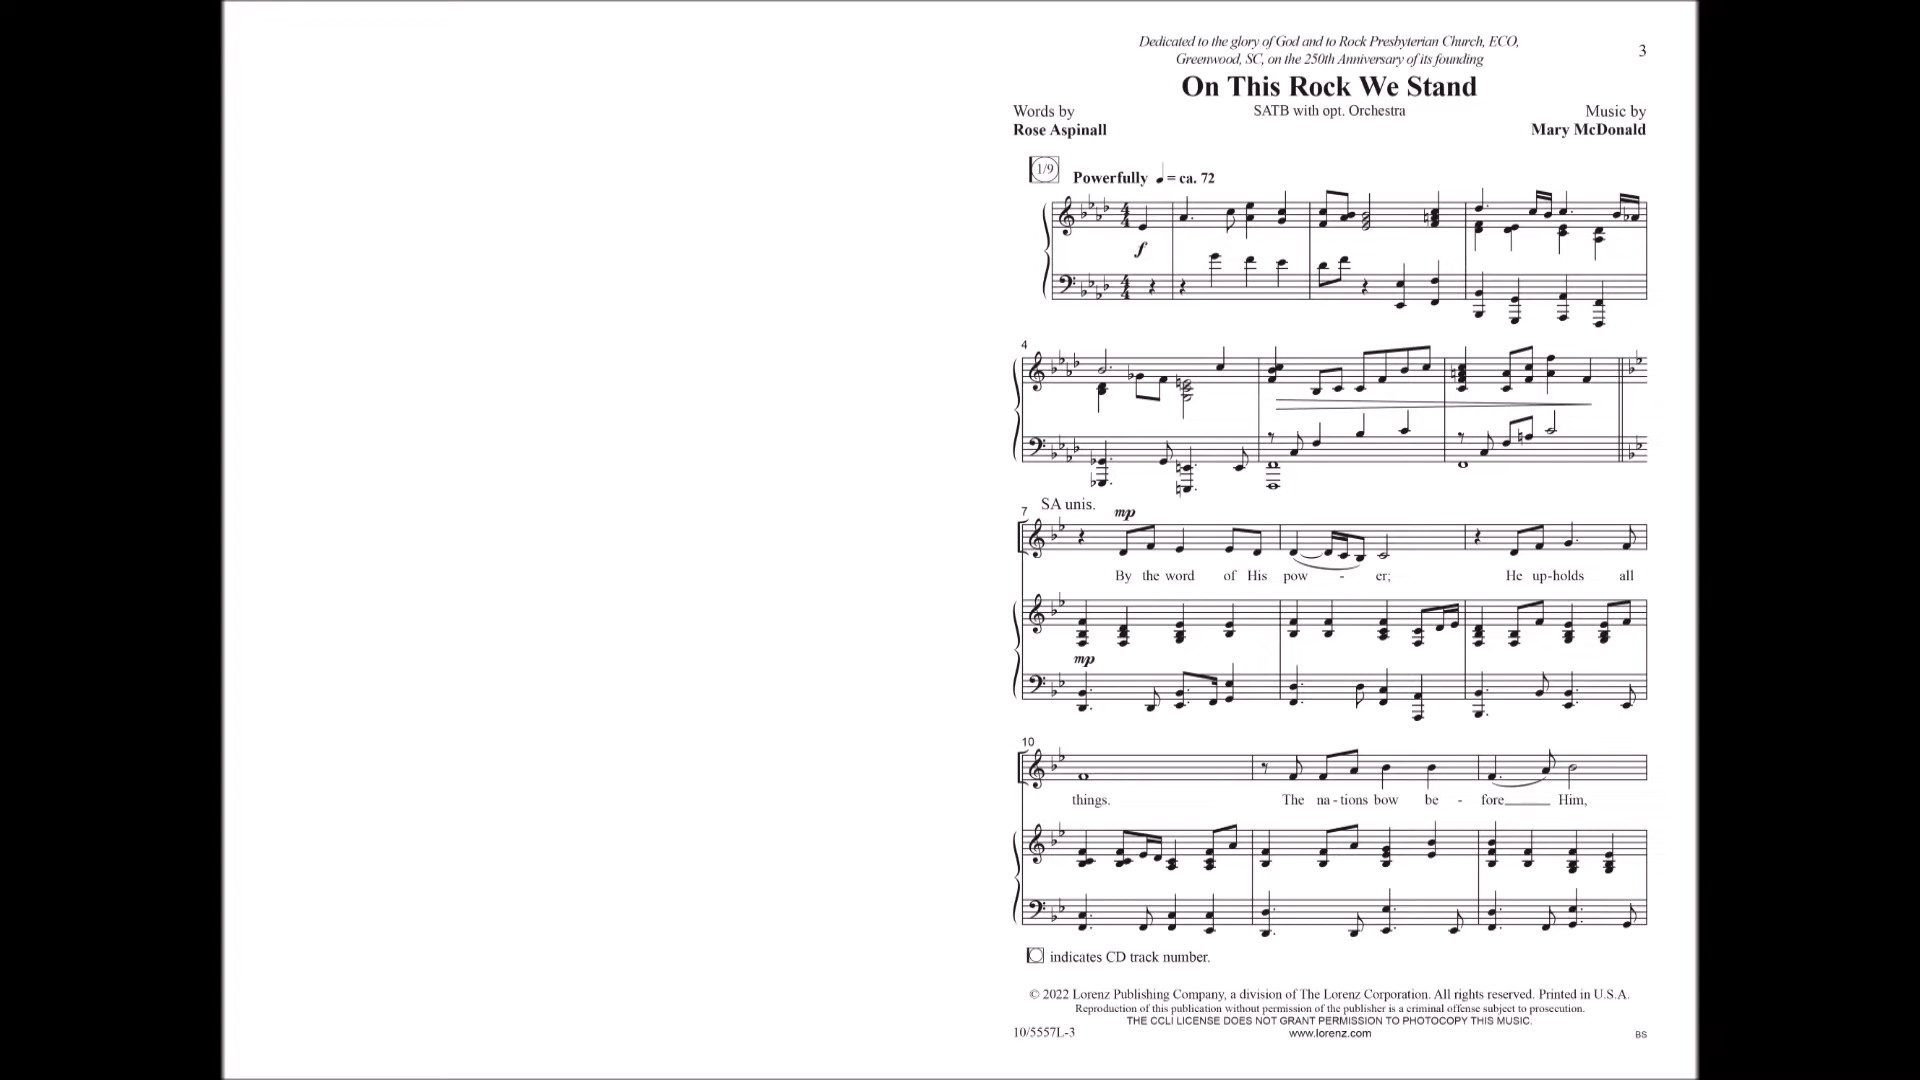 Dedicated to the glory of God and to Rock Presbyterian Church, ECO,
Greenwood, SC, on the 250th Anniversary of its founding
3
On This Rock We Stand
SATB with opt. Orchestra
Words by
Rose Aspinall
Music by
Mary McDonald
1/9
Powerfully ♩ = ca. 72
f
4
7
SA unis.
mp
By the word of His pow - er; He up-holds all
mp
10
things. The na - tions bow be - fore____ Him,
indicates CD track number.
© 2022 Lorenz Publishing Company, a division of The Lorenz Corporation. All rights reserved. Printed in U.S.A.
Reproduction of this publication without permission of the publisher is a criminal offense subject to prosecution.
THE CCLI LICENSE DOES NOT GRANT PERMISSION TO PHOTOCOPY THIS MUSIC.
www.lorenz.com
10/5557L-3
BS